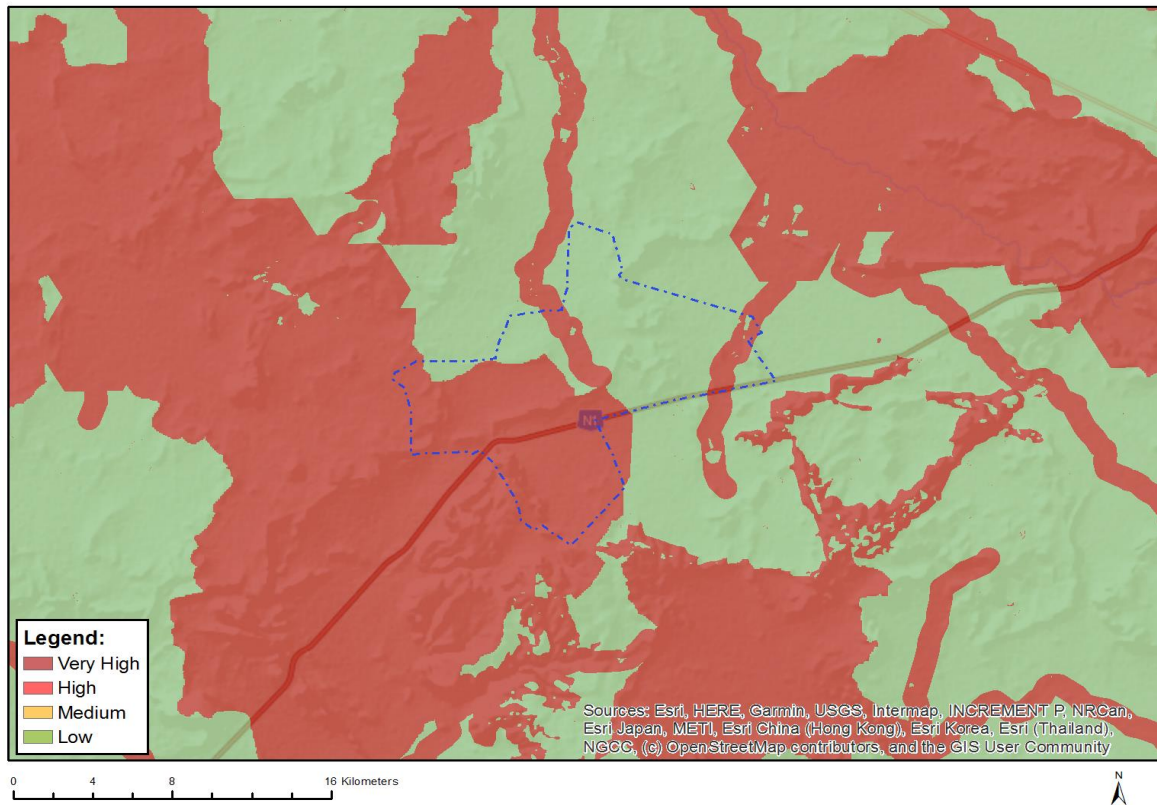 N1
Legend:
Very High
High
Medium
Low
Sources: Esri, HERE, Garmin, USGS, Intermap, INCREMENT P, NRCan,
Esri Japan, METI, Esri China (Hong Kong), Esri Korea, Esri (Thailand),
NGCC, (c) OpenStreetMap contributors, and the GIS User Community
0 4 8 16 Kilometers
N